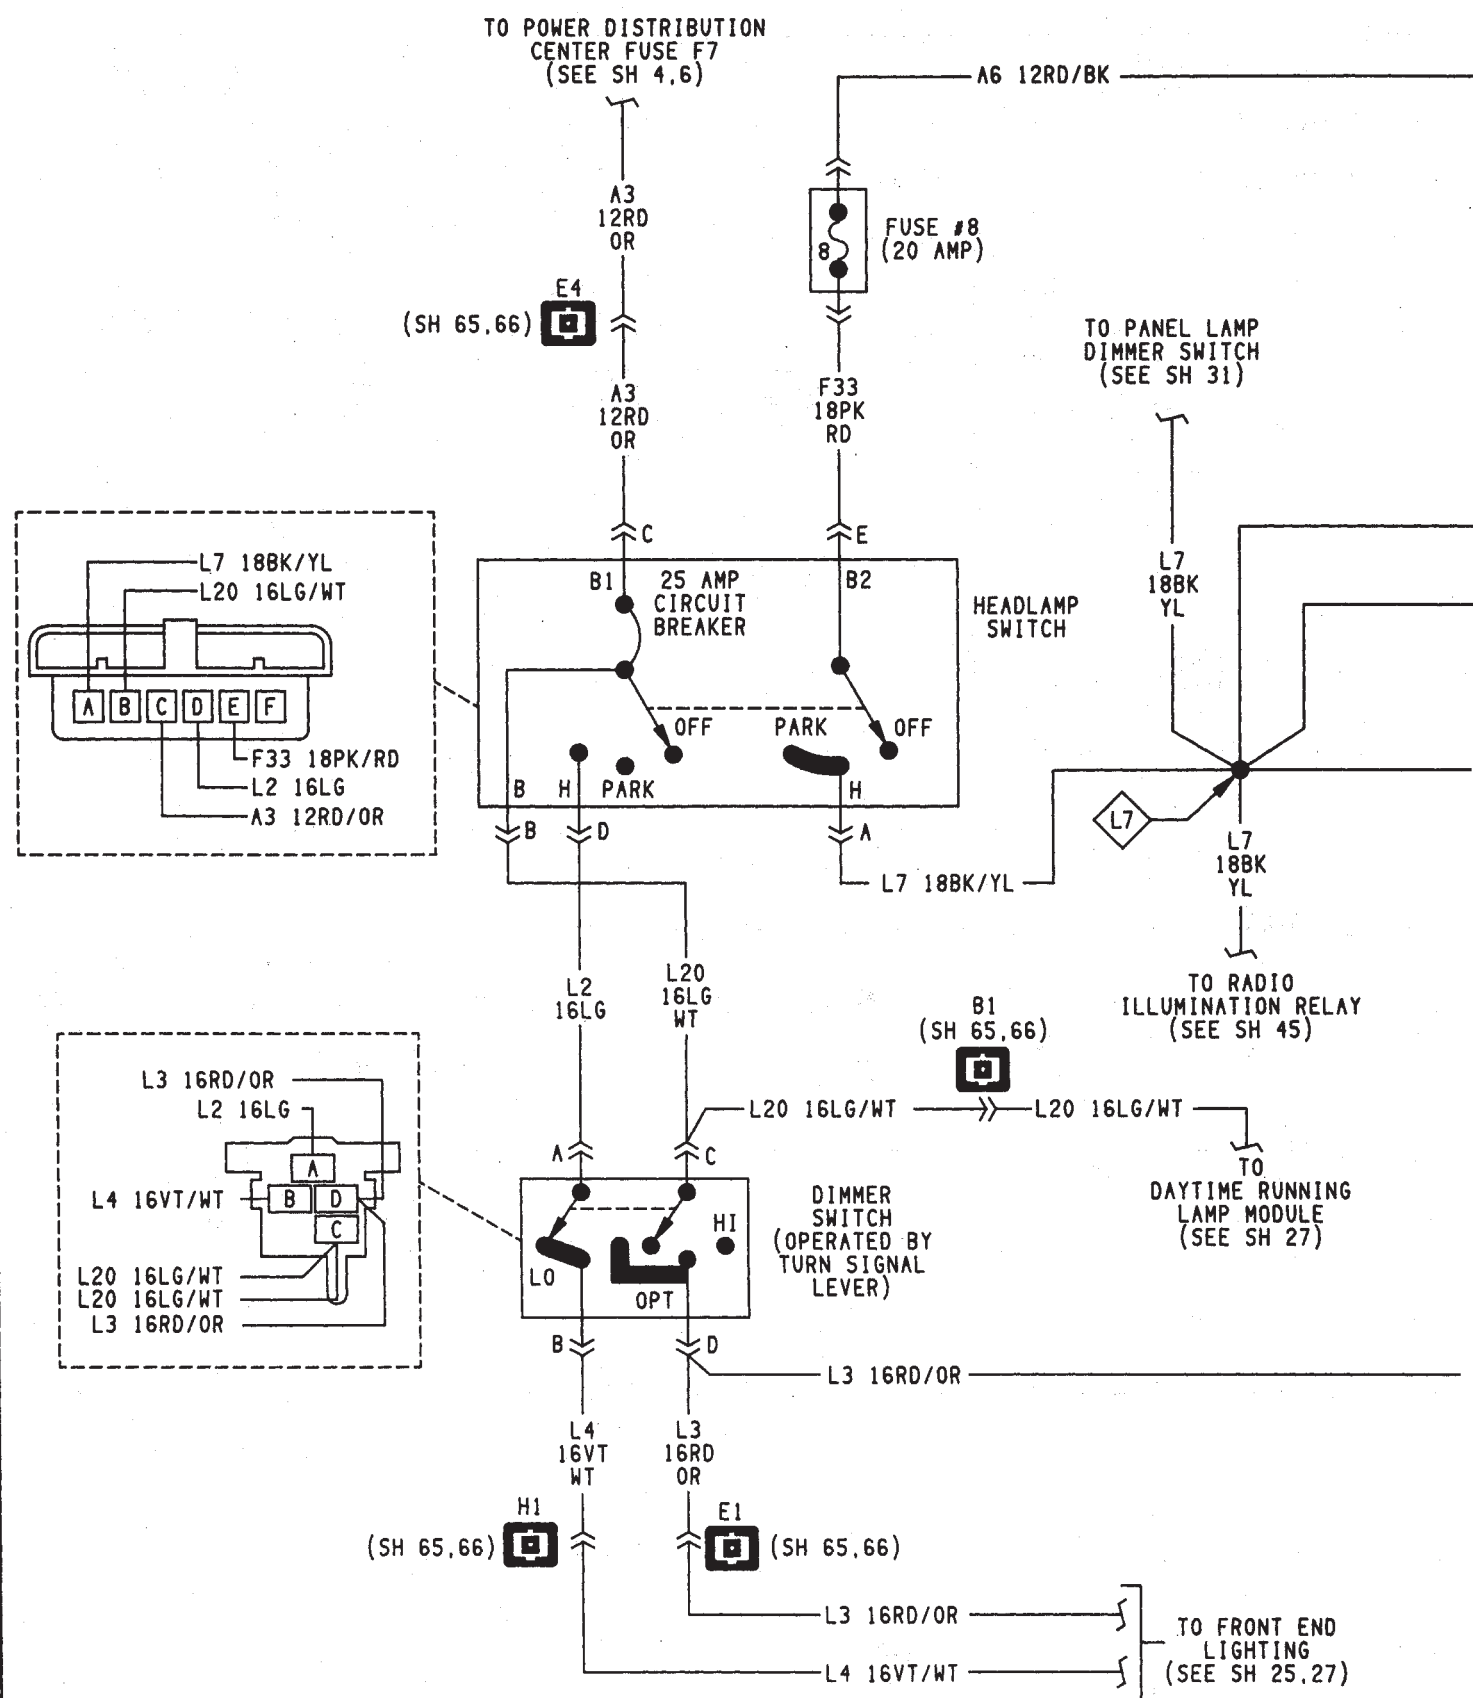 TO POWER DISTRIBUTION
CENTER FUSE F7
(SEE SH 4,6)
A6 12RD/BK
A3
12RD
OR
FUSE #8
(20 AMP)
8
E4
(SH 65,66)
TO PANEL LAMP
DIMMER SWITCH
(SEE SH 31)
A3
12RD
OR
F33
18PK
RD
C
E
L7 18BK/YL
L20 16LG/WT
A B C D E F
F33 18PK/RD
L2 16LG
A3 12RD/OR
B1
25 AMP
CIRCUIT
BREAKER
B2
HEADLAMP
SWITCH
OFF
PARK
OFF
B
H
PARK
H
B
D
A
L7
18BK
YL
L7
L7
18BK
YL
L7 18BK/YL
L2
16LG
L20
16LG
WT
TO RADIO
ILLUMINATION RELAY
(SEE SH 45)
B1
(SH 65,66)
L3 16RD/OR
L2 16LG
A
L4 16VT/WT
B D
C
L20 16LG/WT
L20 16LG/WT
L3 16RD/OR
L20 16LG/WT
L20 16LG/WT
A
C
TO
DAYTIME RUNNING
LAMP MODULE
(SEE SH 27)
DIMMER
SWITCH
(OPERATED BY
TURN SIGNAL
LEVER)
HI
LO
OPT
B
D
L3 16RD/OR
L4
16VT
WT
L3
16RD
OR
H1
(SH 65,66)
E1
(SH 65,66)
L3 16RD/OR
L4 16VT/WT
TO FRONT END
LIGHTING
(SEE SH 25,27)